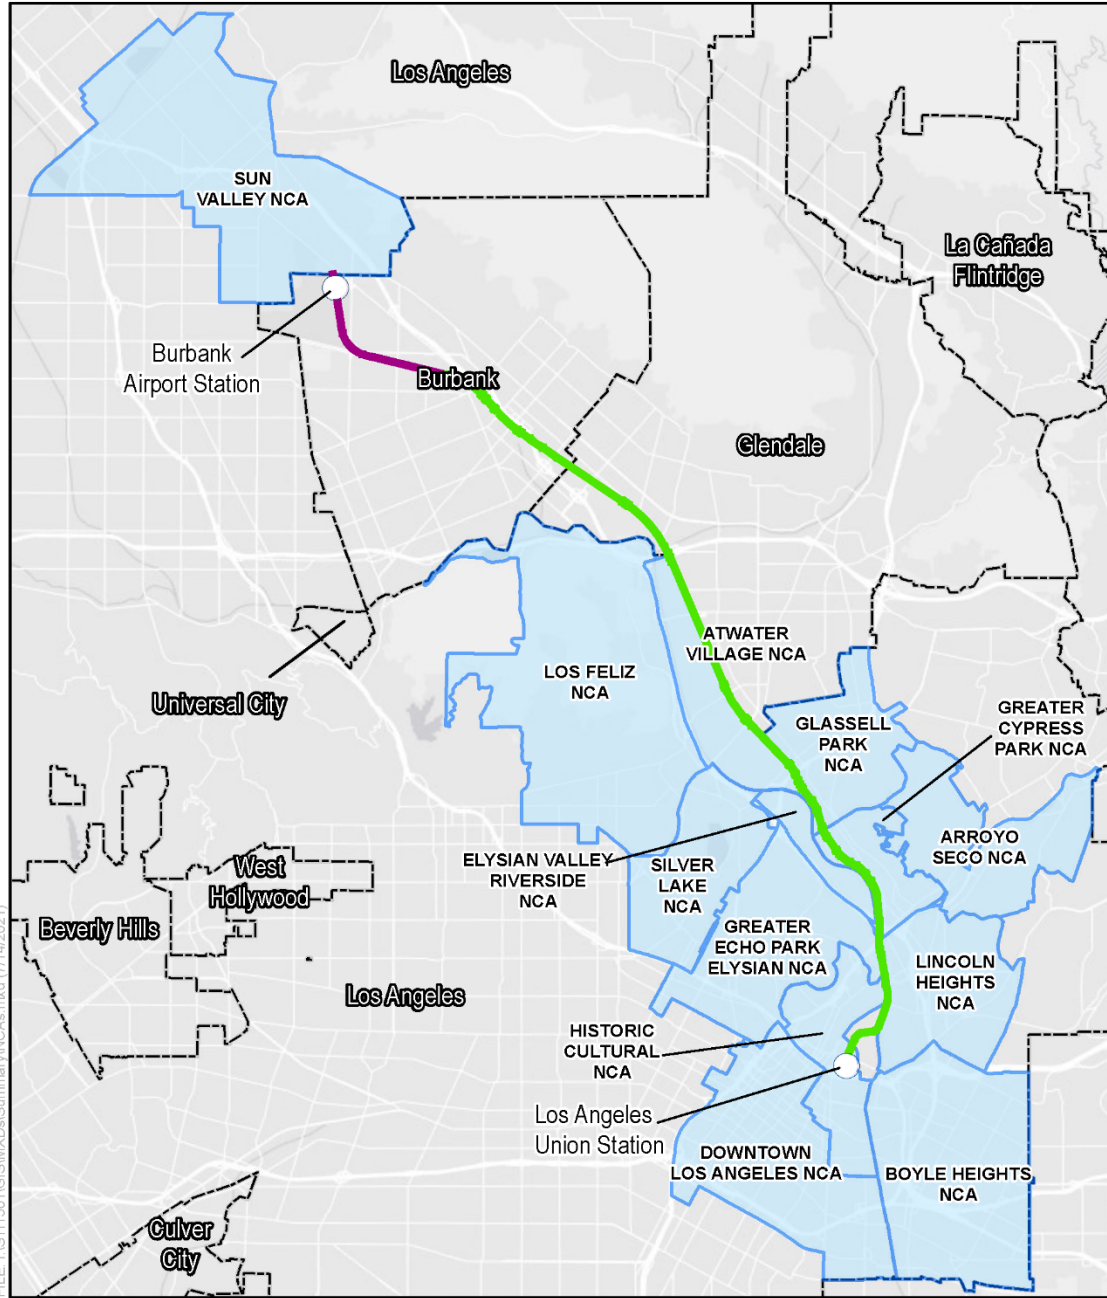 Los Angeles
SUN
VALLEY NCA
La Cañada
Flintridge
Burbank
Airport Station
Burbank
Glendale
ATWATER
VILLAGE NCA
LOS FELIZ
NCA
Universal City
GREATER
CYPRESS
PARK NCA
GLASSELL
PARK
NCA
ARROYO
SECO NCA
ELYSIAN VALLEY
RIVERSIDE
NCA
SILVER
LAKE
NCA
West
Hollywood
Beverly Hills
GREATER
ECHO PARK
ELYSIAN NCA
LINCOLN
HEIGHTS
NCA
Los Angeles
HISTORIC
CULTURAL
NCA
Los Angeles
Union Station
DOWNTOWN
LOS ANGELES NCA
BOYLE HEIGHTS
NCA
Culver
City